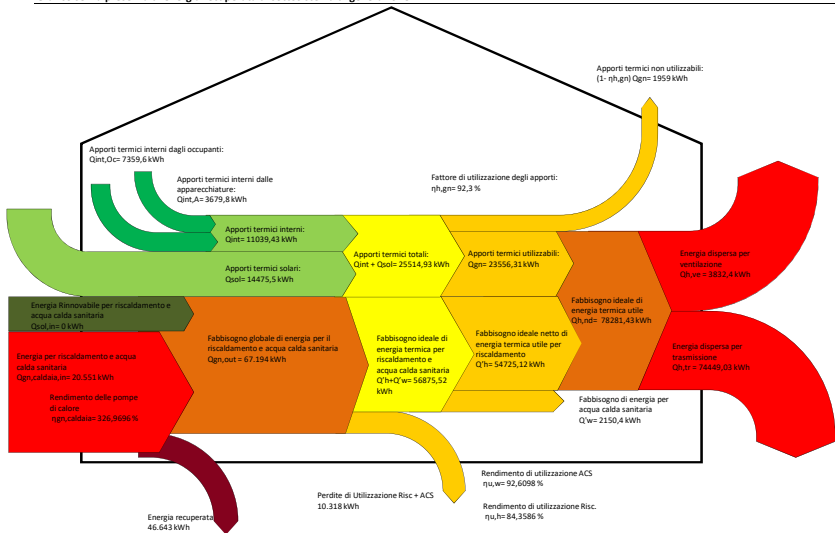 Apporti termici non utilizzabili:
(1- ηh,gn) Qgn= 1959 kWh
Apporti termici interni dagli occupanti:
Qint,Oc= 7359,6 kWh
Apporti termici interni dalle
apparecchiature:
Qint,A= 3679,8 kWh
Fattore di utilizzazione degli apporti:
ηh,gn= 92,3 %
Apporti termici interni:
Qint= 11039,43 kWh
Apporti termici totali:
Qint + Qsol= 25514,93 kWh
Apporti termici utilizzabili:
Qgn= 23556,31 kWh
Energia dispersa per
ventilazione
Qh,ve = 3832,4 kWh
Apporti termici solari:
Qsol= 14475,5 kWh
Energia Rinnovabile per riscaldamento e
acqua calda sanitaria
Qsol,in= 0 kWh
Fabbisogno ideale di
energia termica utile
Qh,nd= 78281,43 kWh
Fabbisogno globale di energia per il
riscaldamento e acqua calda sanitaria
Qgn,out = 67.194 kWh
Fabbisogno ideale di
energia termica per
riscaldamento e
acqua calda sanitaria
Q'h+Q'w= 56875,52
kWh
Fabbisogno ideale netto di
energia termica utile per
riscaldamento
Q'h= 54725,12 kWh
Energia dispersa per
trasmissione
Qh,tr = 74449,03 kWh
Energia per riscaldamento e acqua
calda sanitaria
Qgn,caldaia,in= 20.551 kWh
Rendimento delle pompe
di calore
ηgn,caldaia= 326,9696 %
Fabbisogno di energia per
acqua calda sanitaria
Q'w= 2150,4 kWh
Rendimento di utilizzazione ACS
ηu,w= 92,6098 %
Perdite di Utilizzazione Risc + ACS
10.318 kWh
Rendimento di utilizzazione Risc.
ηu,h= 84,3586 %
Energia recuperata
46.643 kWh